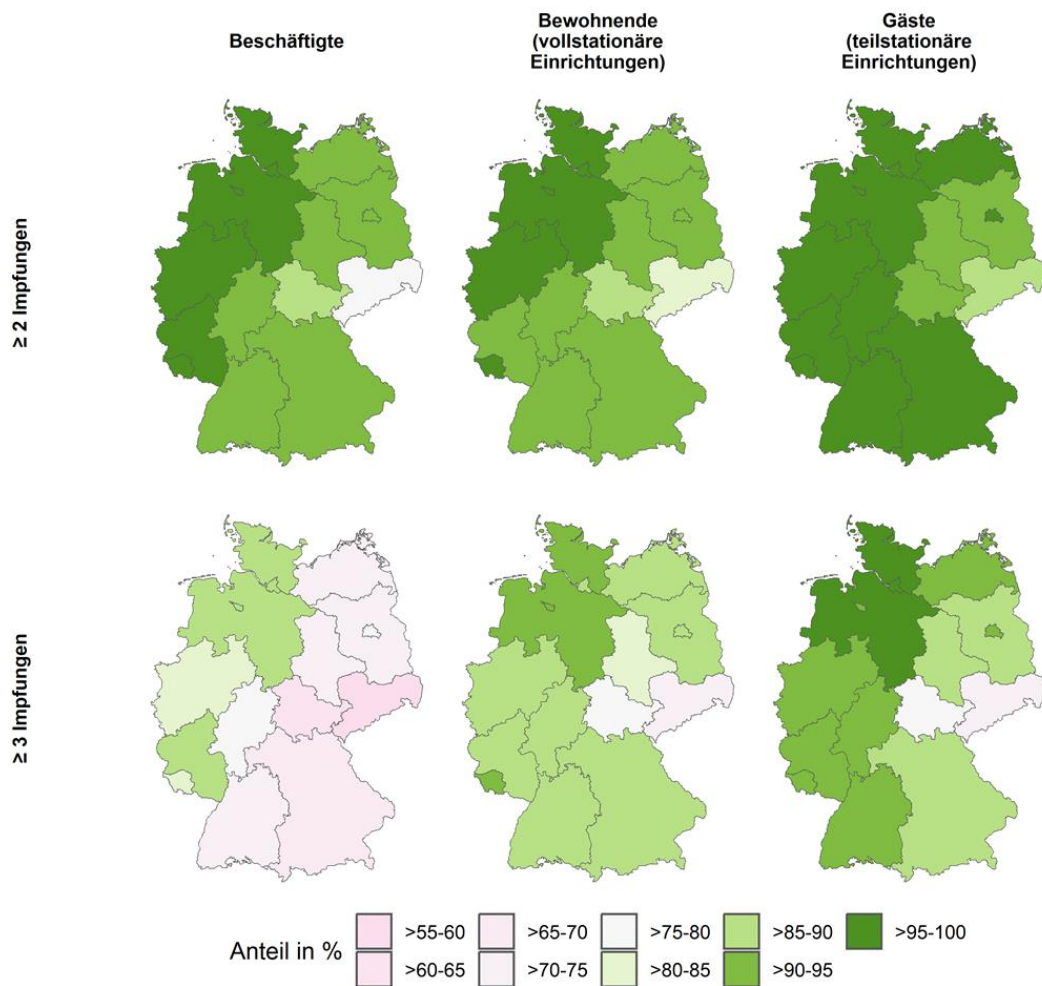 Beschäftigte
Bewohnende
(vollstationäre
Einrichtungen)
Gäste
(teilstationäre
Einrichtungen)
≥ 2 Impfungen
≥ 3 Impfungen
Anteil in %
>55-60
>65-70
>75-80
>85-90
>95-100
>60-65
>70-75
>80-85
>90-95